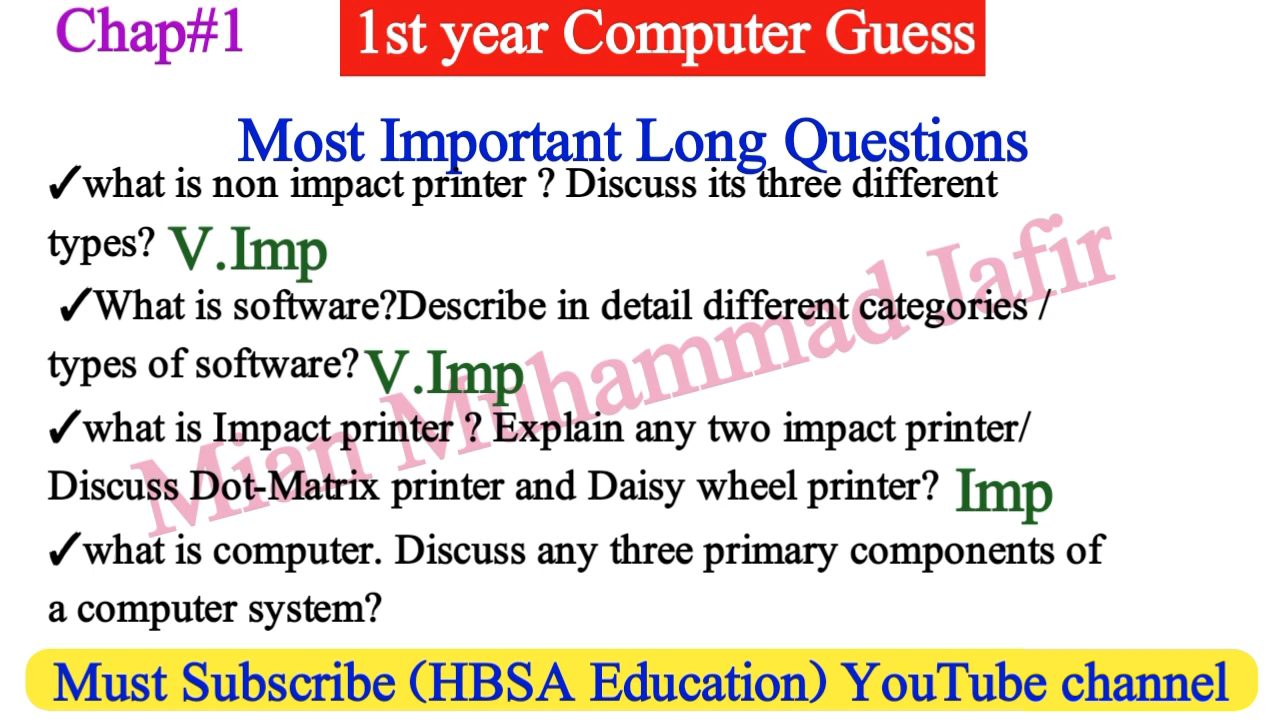 Chap#1
1st year Computer Guess
Most Important Long Questions
✓what is non impact printer ? Discuss its three different
types? V.Imp
✓What is software?Describe in detail different categories /
types of software? V.Imp
✓what is Impact printer ? Explain any two impact printer/
Discuss Dot-Matrix printer and Daisy wheel printer? Imp
✓what is computer. Discuss any three primary components of
a computer system?
Mian Muhammad Jafir
Must Subscribe (HBSA Education) YouTube channel